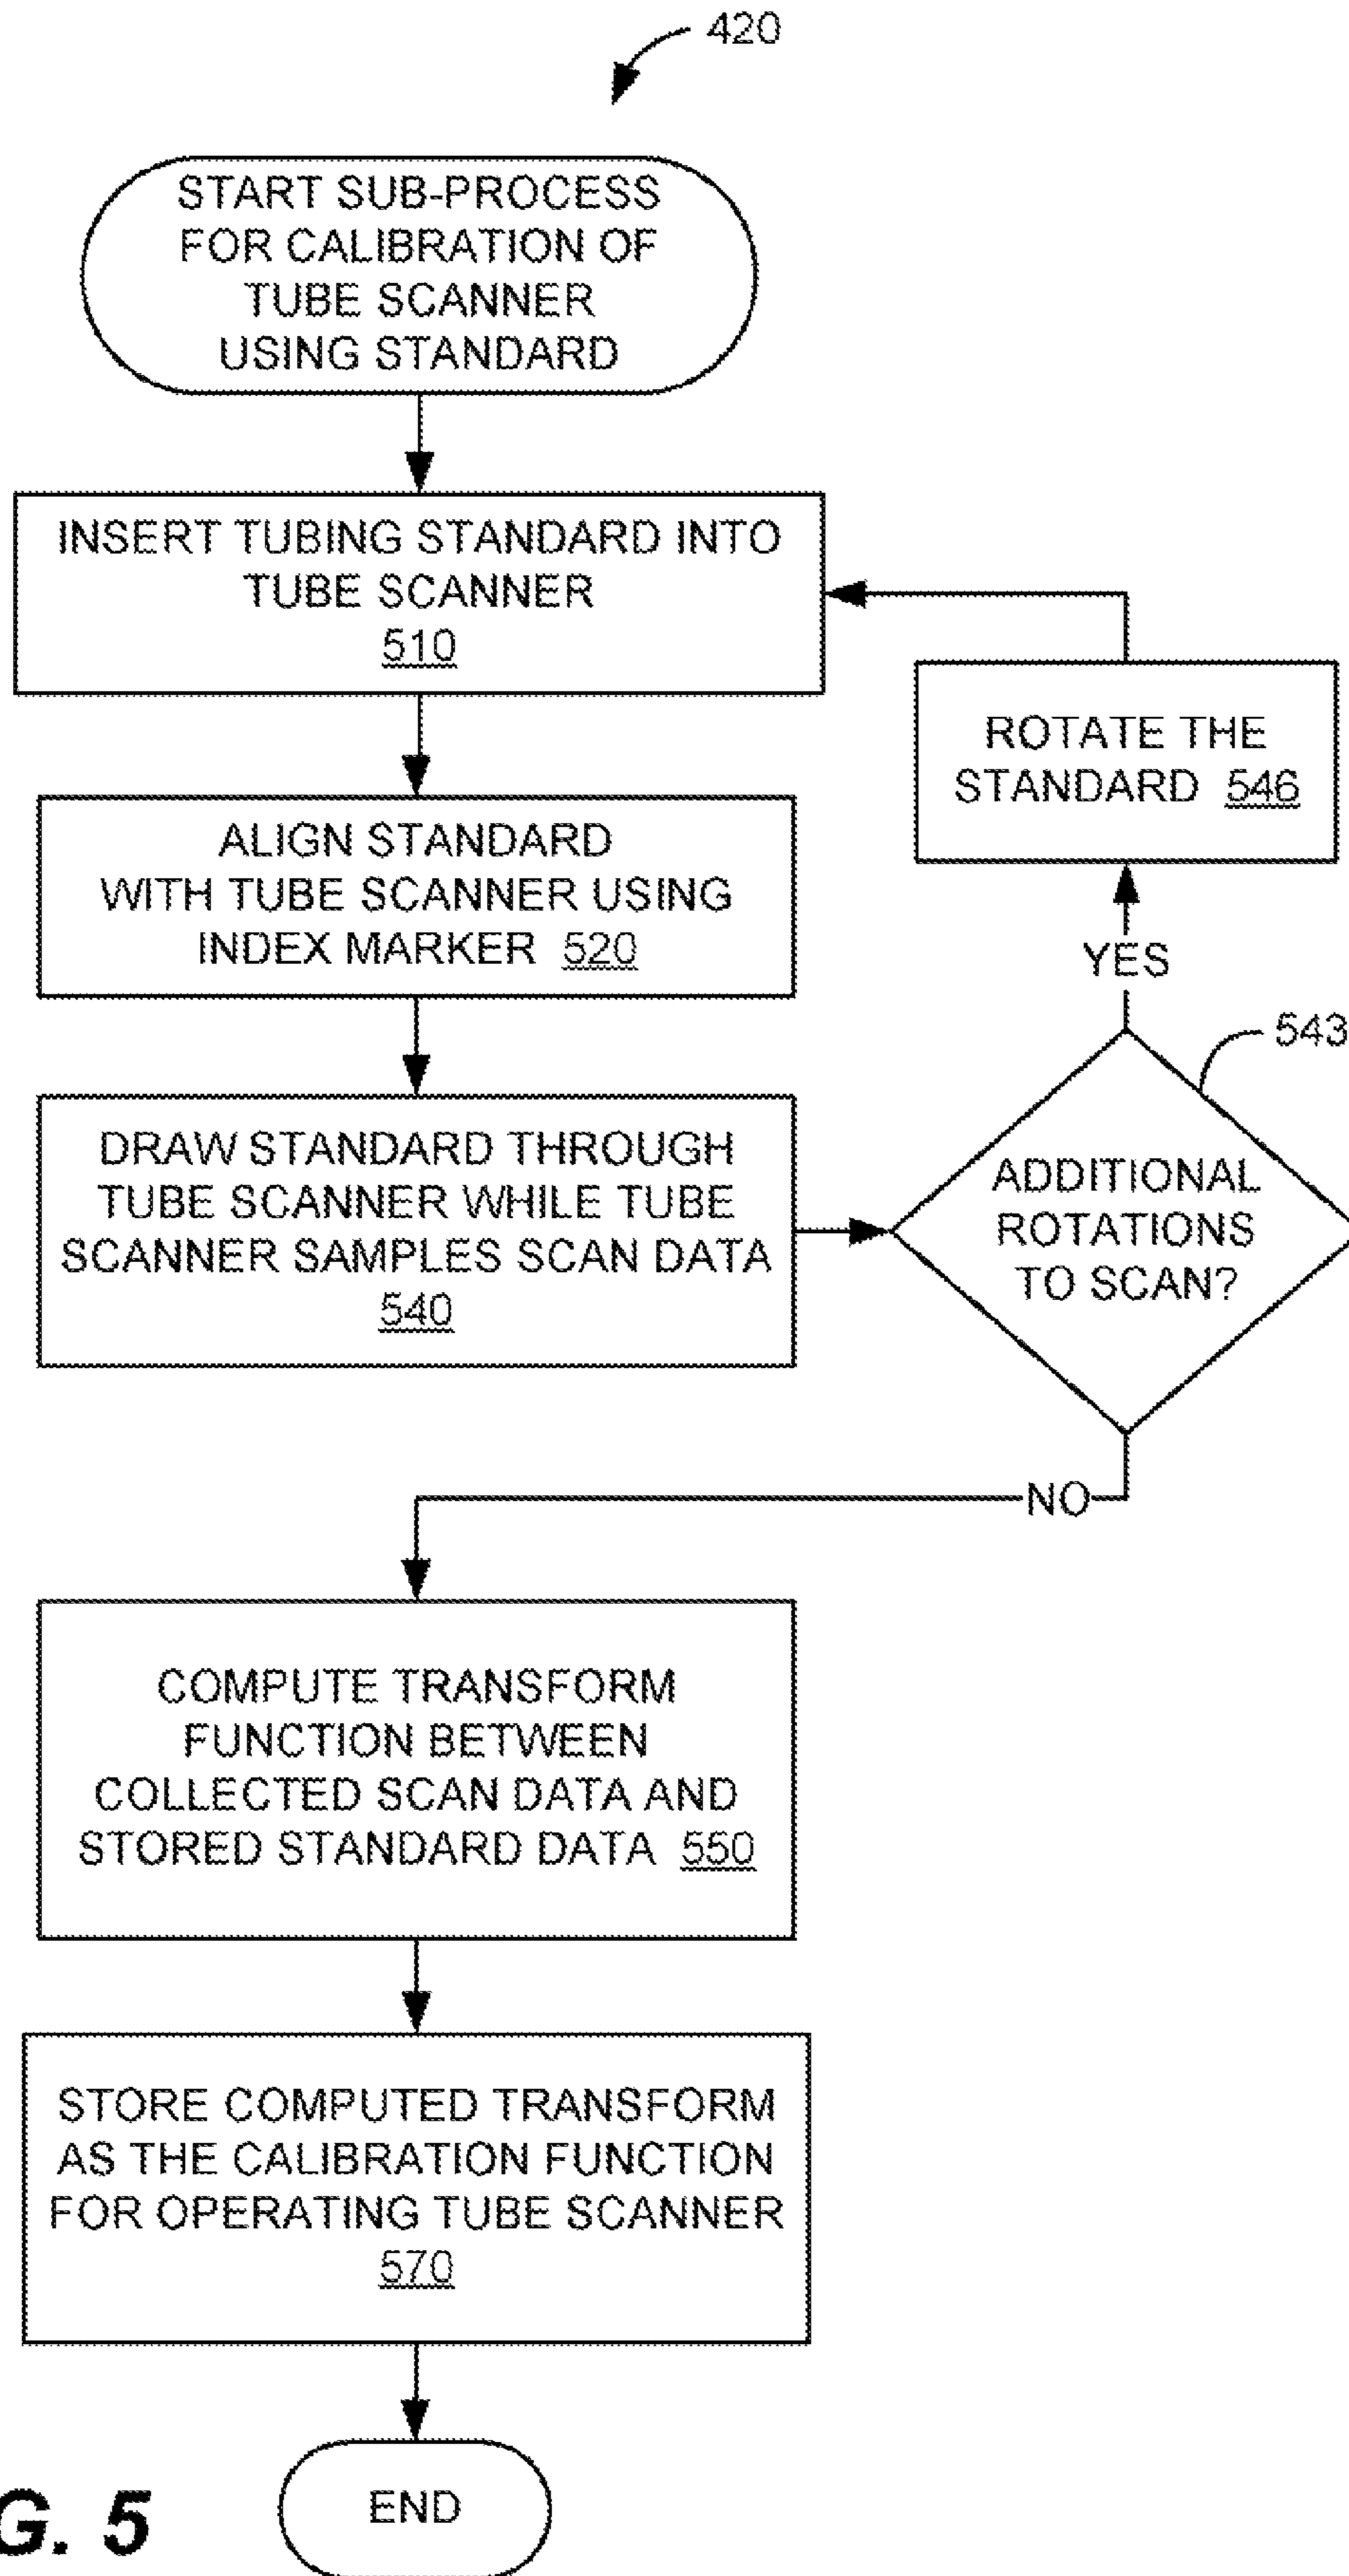 420
START SUB-PROCESS
FOR CALIBRATION OF
TUBE SCANNER
USING STANDARD
INSERT TUBING STANDARD INTO
TUBE SCANNER
510
ROTATE THE
STANDARD 546
ALIGN STANDARD
WITH TUBE SCANNER USING
INDEX MARKER 520
YES
543
DRAW STANDARD THROUGH
TUBE SCANNER WHILE TUBE
SCANNER SAMPLES SCAN DATA
540
ADDITIONAL
ROTATIONS
TO SCAN?
NO
COMPUTE TRANSFORM
FUNCTION BETWEEN
COLLECTED SCAN DATA AND
STORED STANDARD DATA 550
STORE COMPUTED TRANSFORM
AS THE CALIBRATION FUNCTION
FOR OPERATING TUBE SCANNER
570
END
G. 5